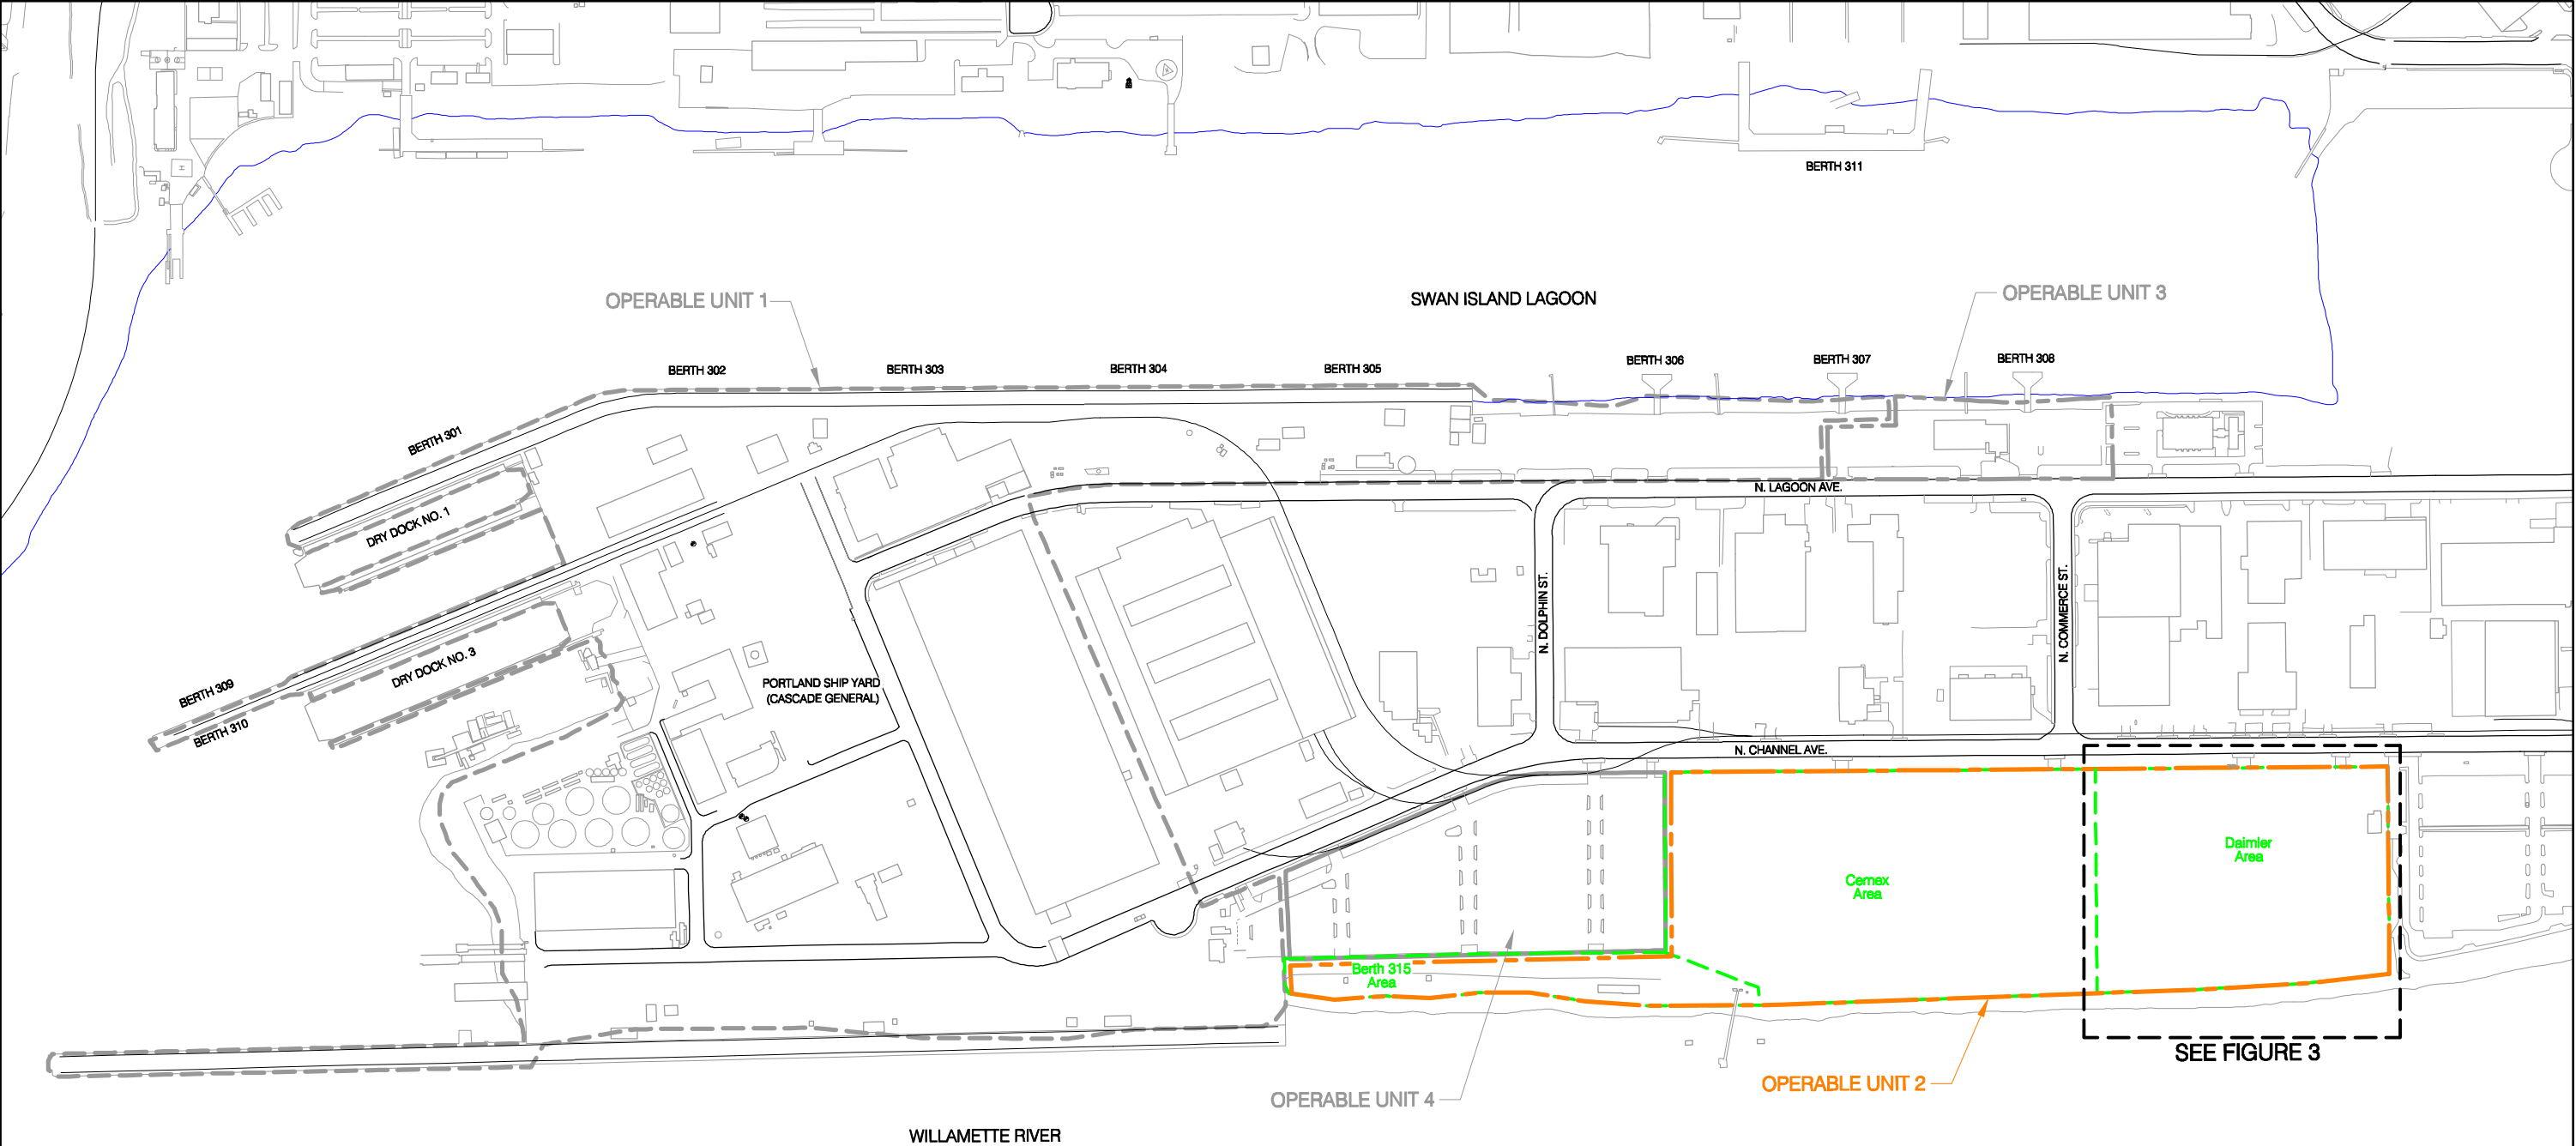 BERTH 311
OPERABLE UNIT 1
SWAN ISLAND LAGOON
OPERABLE UNIT 3
BERTH 302
BERTH 303
BERTH 304
BERTH 305
BERTH 306
BERTH 307
BERTH 308
BERTH 301
DRY DOCK NO. 1
N. LAGOON AVE.
N. DOLPHIN ST.
N. COMMERCE ST.
DRY DOCK NO. 3
BERTH 309
BERTH 310
PORTLAND SHIP YARD
(CASCADE GENERAL)
N. CHANNEL AVE.
Daimler
Area
Cemex
Area
Berth 315
Area
SEE FIGURE 3
OPERABLE UNIT 2
OPERABLE UNIT 4
WILLAMETTE RIVER